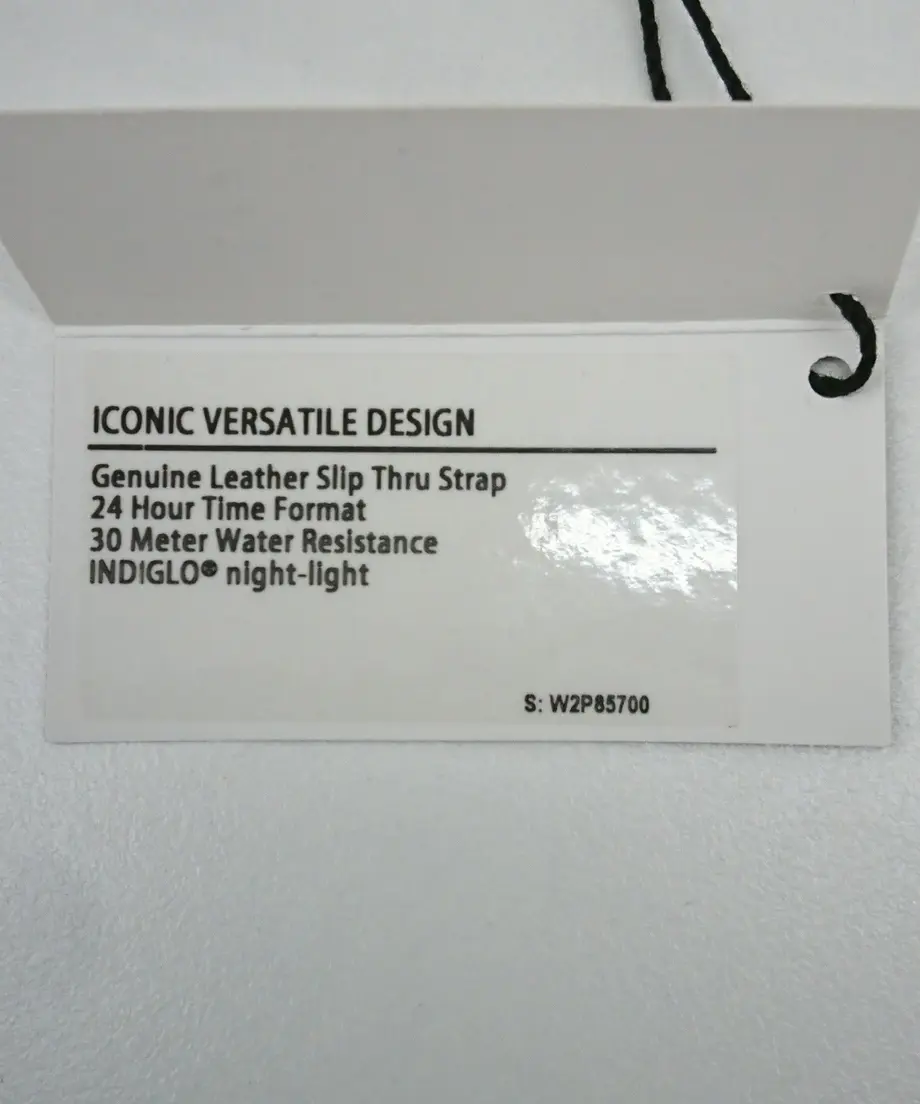 ICONIC VERSATILE DESIGN
Genuine Leather Slip Thru Strap
24 Hour Time Format
30 Meter Water Resistance
INDIGLO® night-light
S: W2P85700